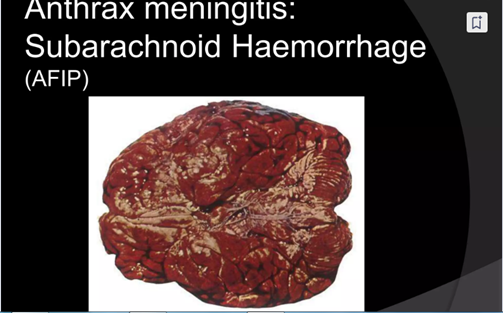 Anthrax meningitis:
Subarachnoid Haemorrhage
(AFIP)